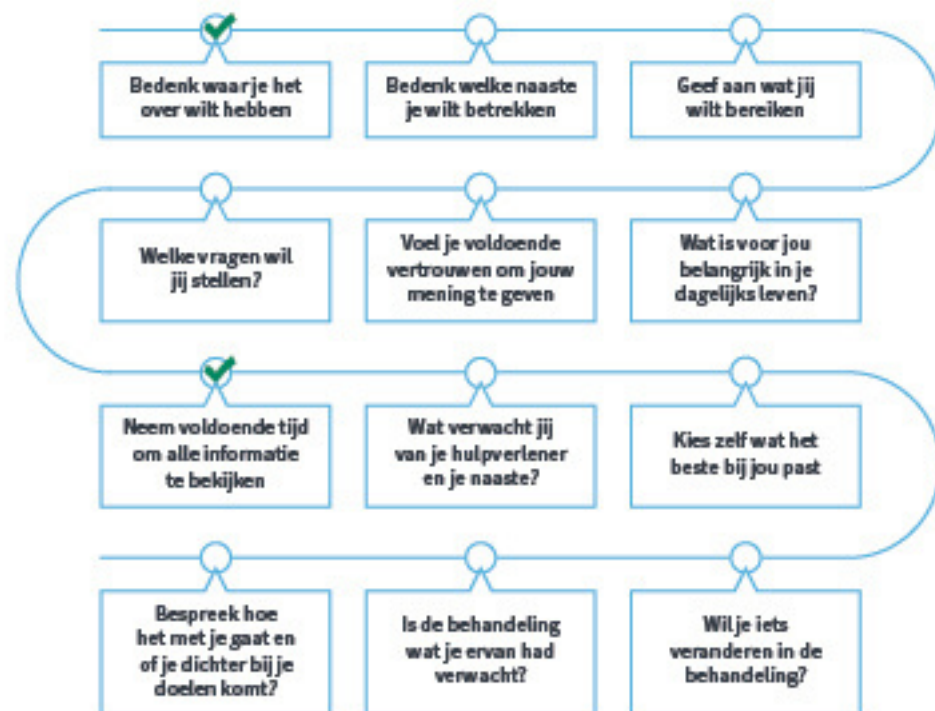 Bedenk waar je het
over wilt hebben
Bedenk welke naaste
je wilt betrekken
Geef aan wat jij
wilt bereiken
Wat is voor jou
belangrijk in je
dagelijks leven?
Voel je voldoende
vertrouwen om jouw
mening te geven
Welke vragen wil
jij stellen?
Neem voldoende tijd
om alle informatie
te bekijken
Wat verwacht jij
van je hulpverlener
en je naaste?
Kies zelf wat het
beste bij jou past
Wil je iets
veranderen in de
behandeling?
Is de behandeling
wat je ervan had
verwacht?
Bespreek hoe
het met je gaat en
of je dichter bij je
doelen komt?